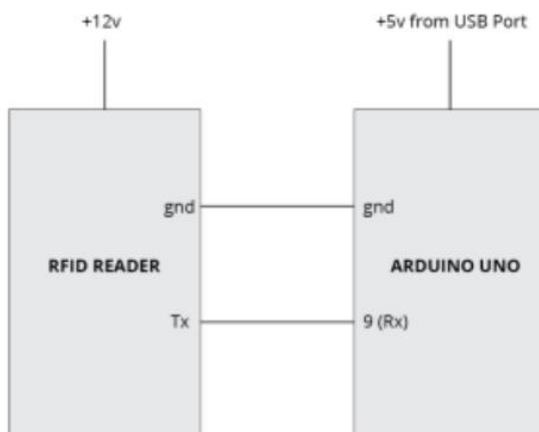 +12v
+5v from USB Port
gnd
gnd
RFID READER
ARDUINO UNO
Tx
9 (Rx)